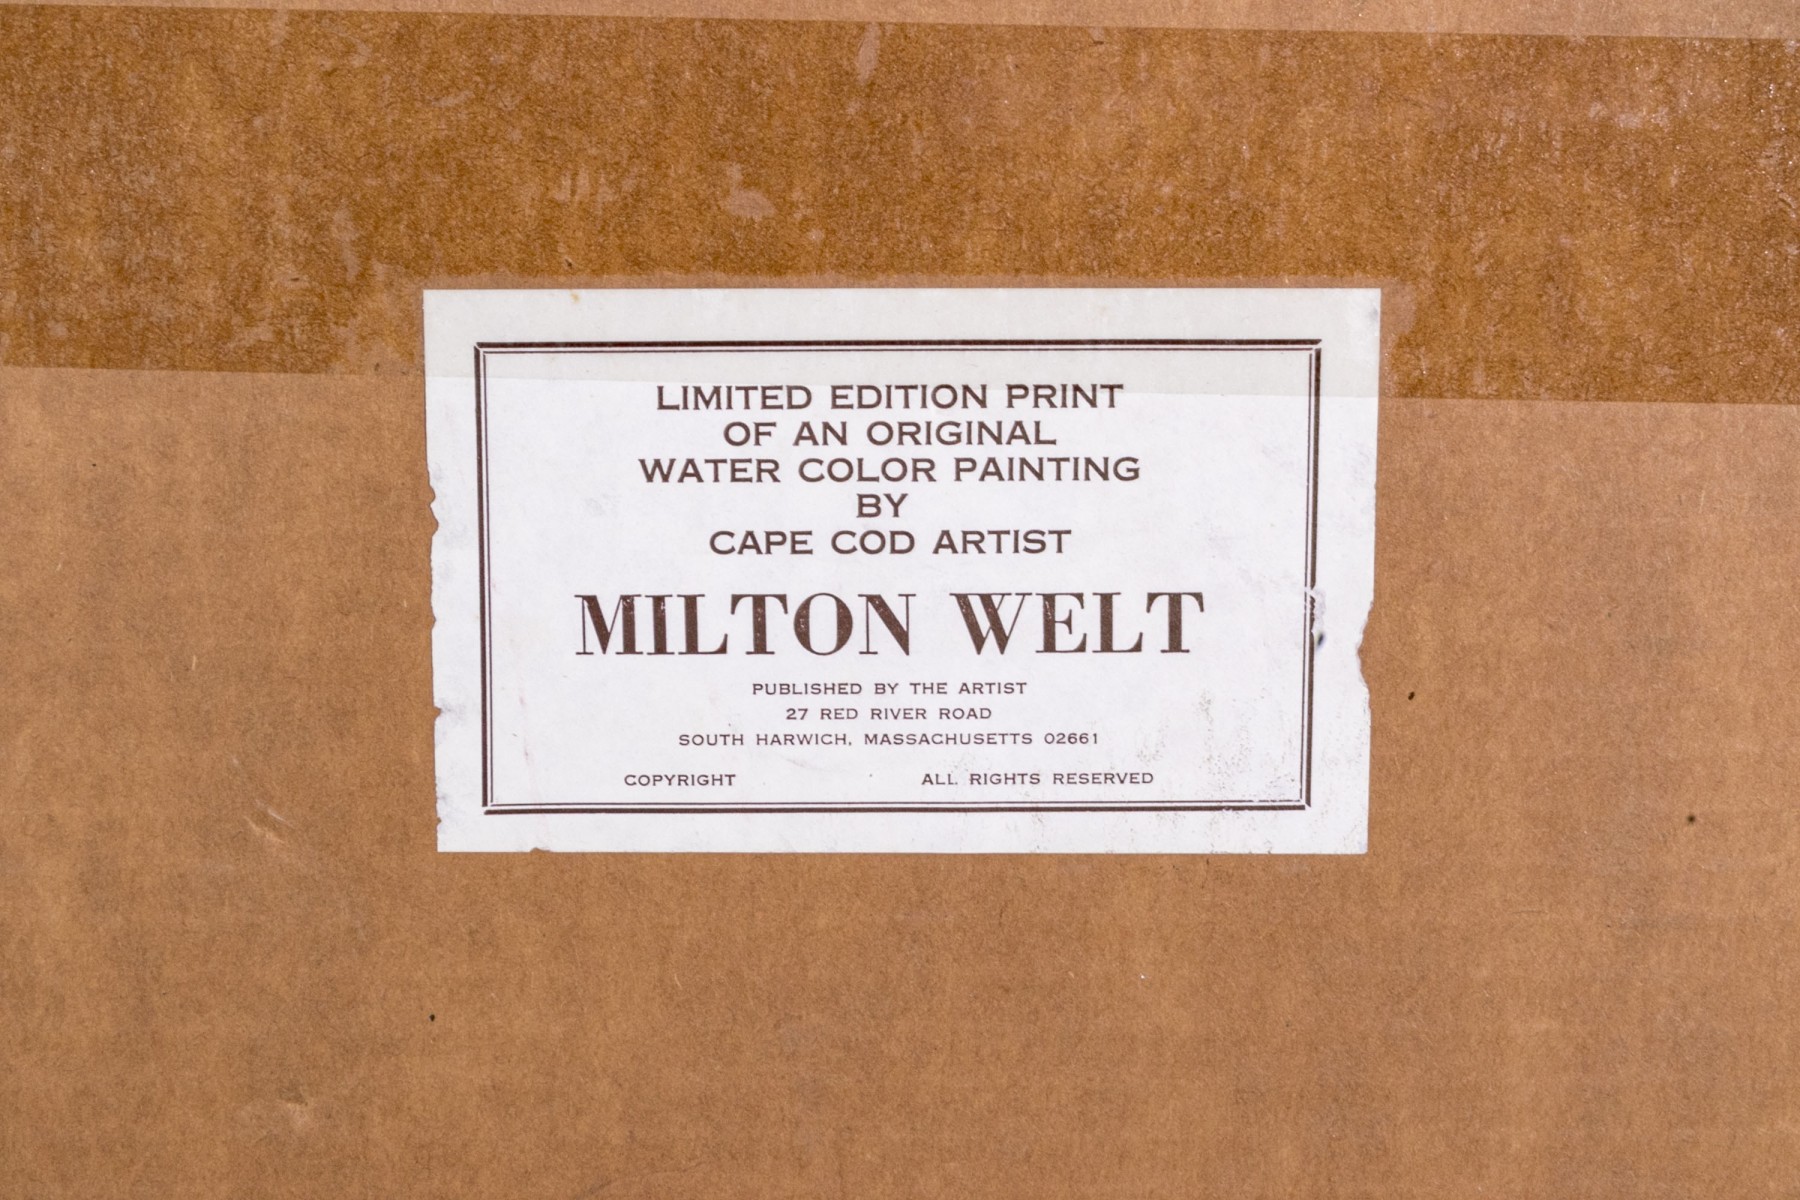 LIMITED EDITION PRINT
OF AN ORIGINAL
WATER COLOR PAINTING
BY
CAPE COD ARTIST
MILTON WELT
PUBLISHED BY THE ARTIST
27 RED RIVER ROAD
SOUTH HARWICH, MASSACHUSETTS 02661
COPYRIGHT ALL RIGHTS RESERVED